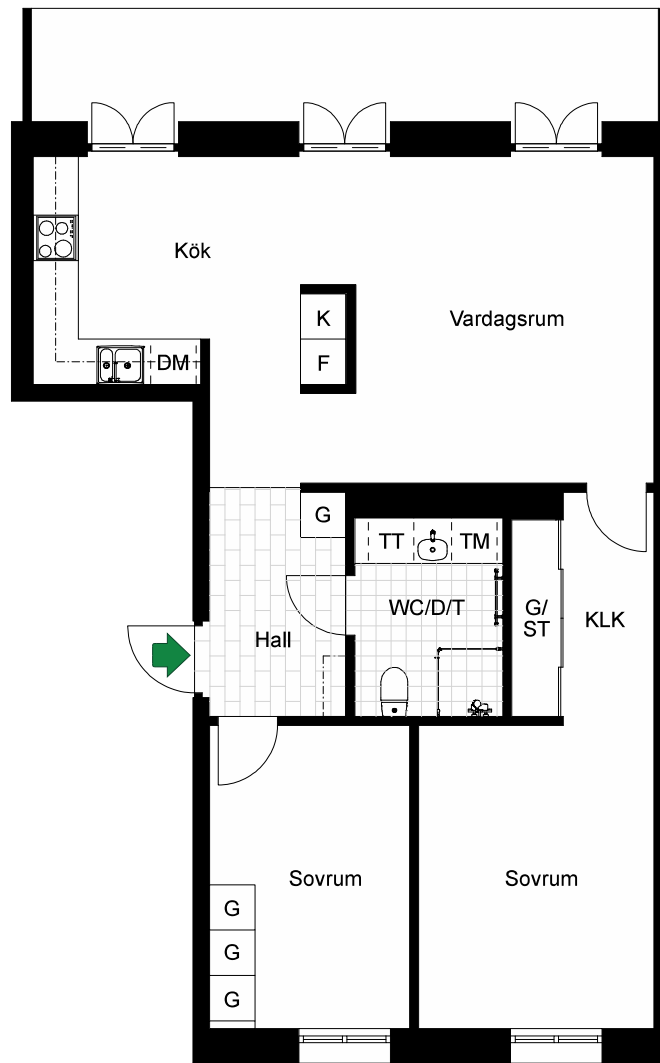 Kök
K
Vardagsrum
F
DM
G
TT
TM
WC/D/T
G/
ST
KLK
Hall
Sovrum
Sovrum
G
G
G